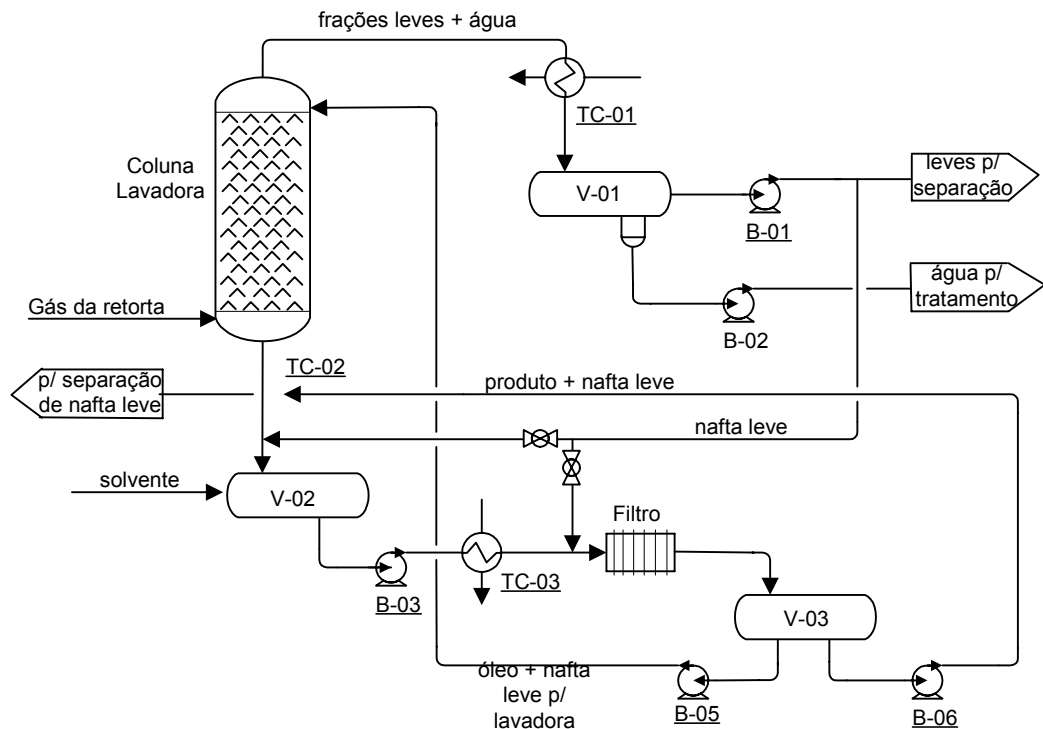 frações leves + água
TC-01
Coluna
Lavadora
V-01
leves p/
separação
B-01
água p/
tratamento
Gás da retorta
B-02
TC-02
p/ separação
de nafta leve
produto + nafta leve
nafta leve
solvente
V-02
Filtro
TC-03
B-03
V-03
óleo + nafta
leve p/
lavadora
B-05
B-06